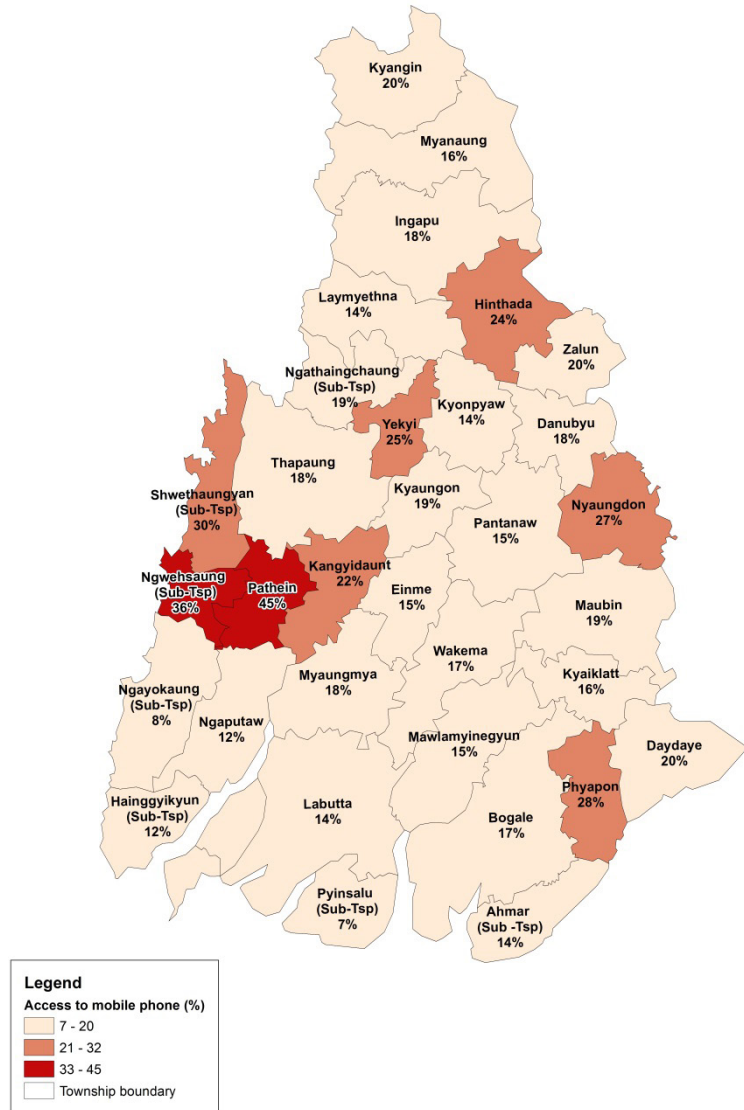 Kyangin
20%
Myanaung
16%
Ingapu
18%
Laymyethna
14%
Hinthada
24%
Zalun
20%
Ngathaingchaung
(Sub-Tsp)
19%
Yekyi
25%
Kyonpyaw
14%
Danubyu
18%
Thapaung
18%
Shwethaungyan
(Sub-Tsp)
30%
Kyaungon
19%
Nyaungdon
27%
Pantanaw
15%
Ngwehsaung
(Sub-Tsp)
36%
Pathein
45%
Kangyidaunt
22%
Einme
15%
Maubin
19%
Wakema
17%
Kyaiklatt
16%
Ngayokaung
(Sub-Tsp)
8%
Myaungmya
18%
Ngaputaw
12%
Mawlamyinegyun
15%
Daydaye
20%
Phyapon
28%
Hainggyikyun
(Sub-Tsp)
12%
Labutta
14%
Bogale
17%
Pyinsalu
(Sub-Tsp)
7%
Ahmar
(Sub -Tsp)
14%
Legend
Access to mobile phone (%)
7 - 20
21 - 32
33 - 45
Township boundary